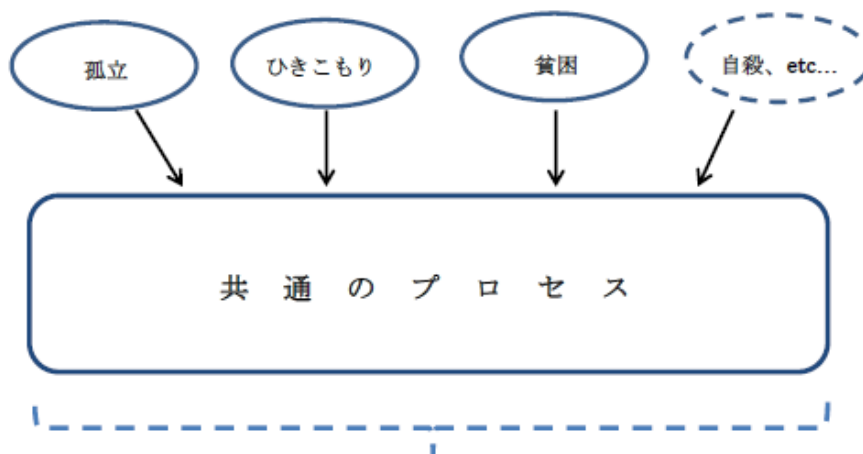 孤立
ひきこもり
貧困
自殺、etc...
共通のプロセス